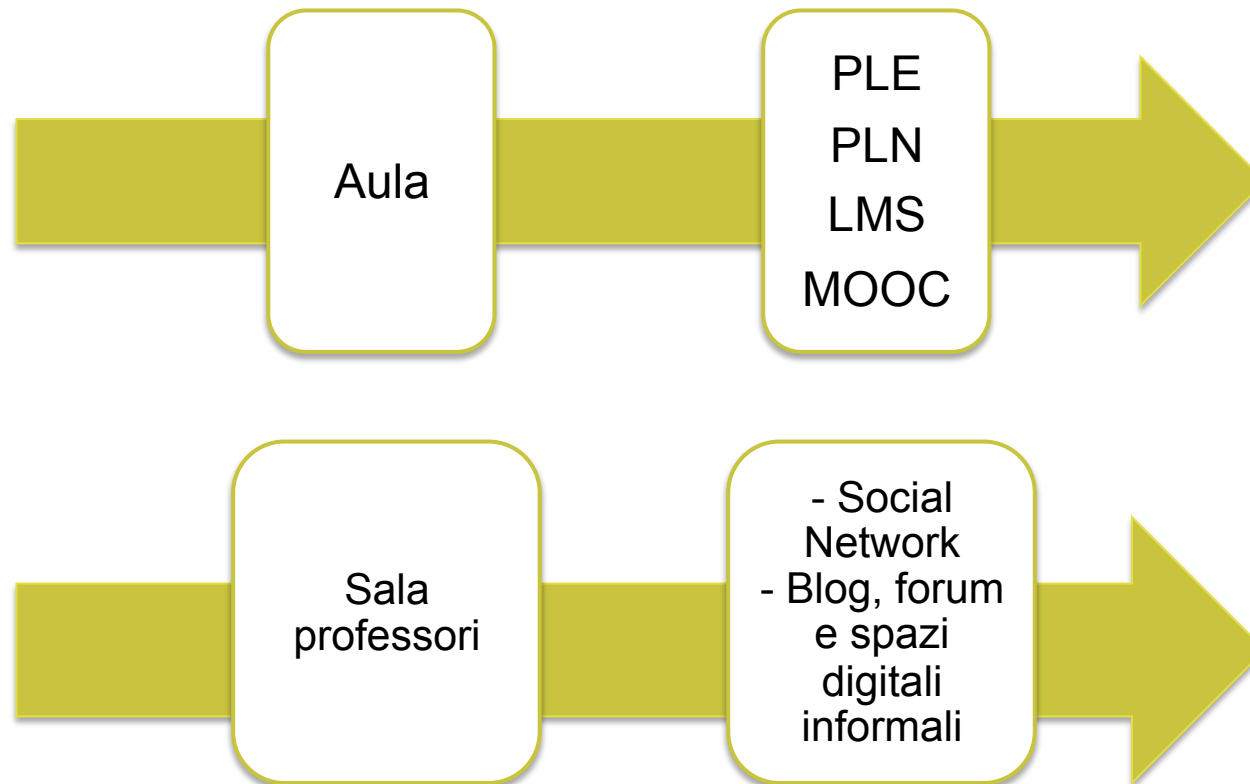 Aula
PLE
PLN
LMS
MOOC
Sala
professori
- Social
Network
- Blog, forum
e spazi
digitali
informali